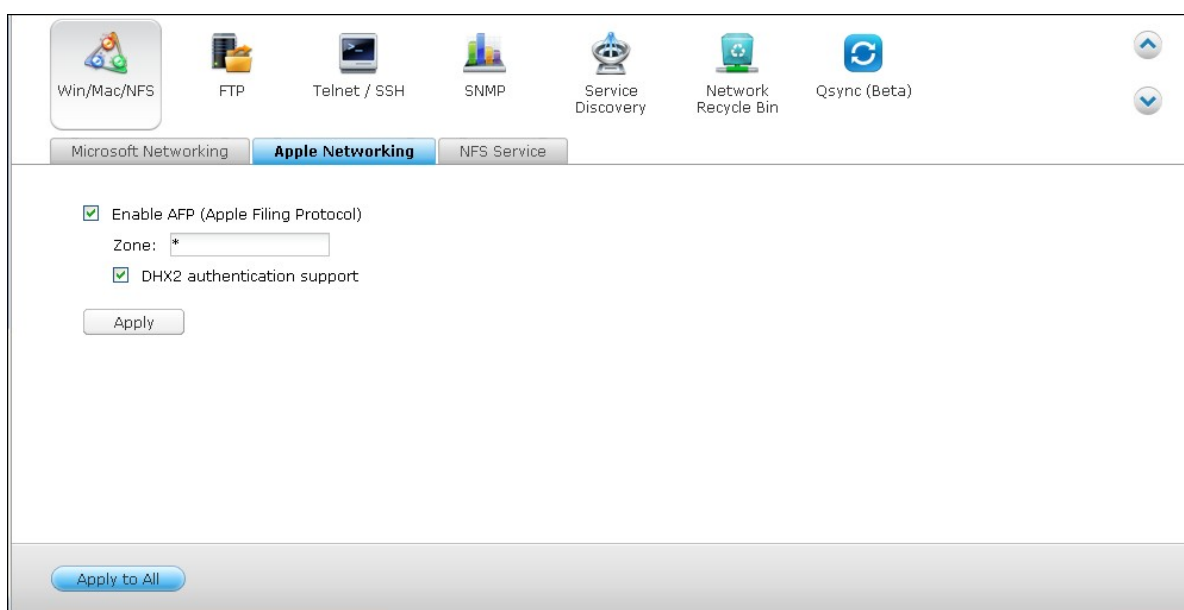 Win/Mac/NFS
FTP
Telnet / SSH
SNMP
Service
Discovery
Network
Recycle Bin
Qsync (Beta)
Microsoft Networking
Apple Networking
NFS Service
Enable AFP (Apple Filing Protocol)
Zone: *
DHX2 authentication support
Apply
Apply to All